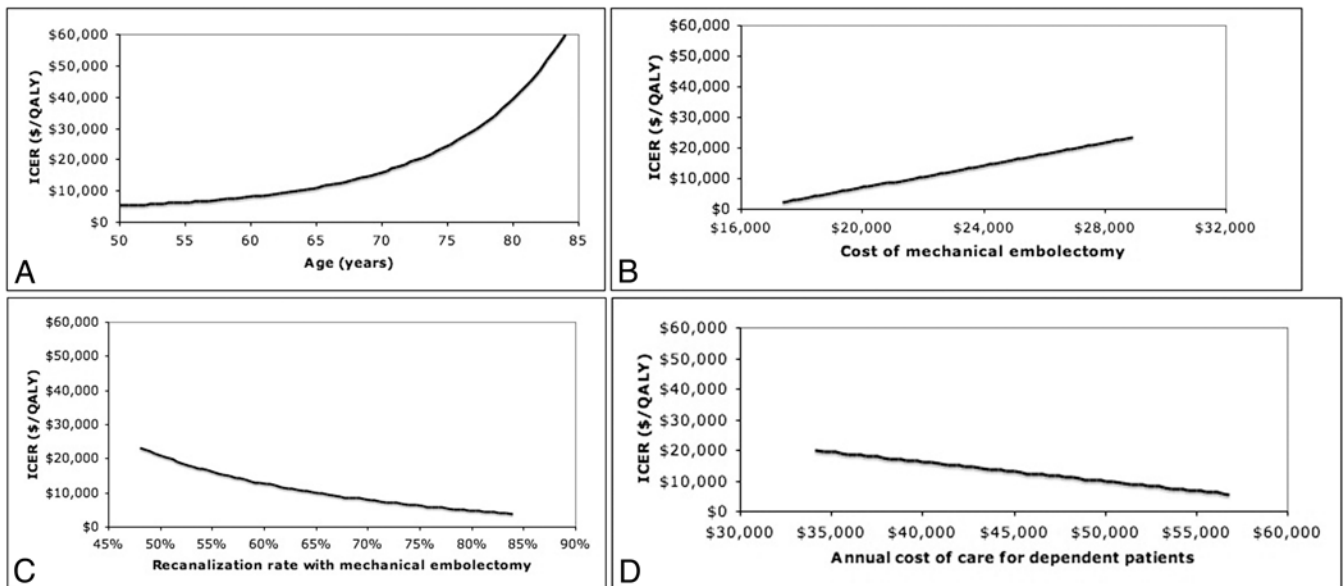 $60,000
$50,000
$40,000
$30,000
$20,000
$10,000
$0
ICER ($/QALY)
50 55 60 65 70 75 80 85
Age (years)
A
$60,000
$50,000
$40,000
$30,000
$20,000
$10,000
$0
ICER ($/QALY)
$16,000 $20,000 $24,000 $28,000 $32,000
Cost of mechanical embolectomy
B
$60,000
$50,000
$40,000
$30,000
$20,000
$10,000
$0
ICER ($/QALY)
45% 50% 55% 60% 65% 70% 75% 80% 85% 90%
Recanalization rate with mechanical embolectomy
C
$60,000
$50,000
$40,000
$30,000
$20,000
$10,000
$0
ICER ($/QALY)
$30,000 $35,000 $40,000 $45,000 $50,000 $55,000 $60,000
Annual cost of care for dependent patients
D